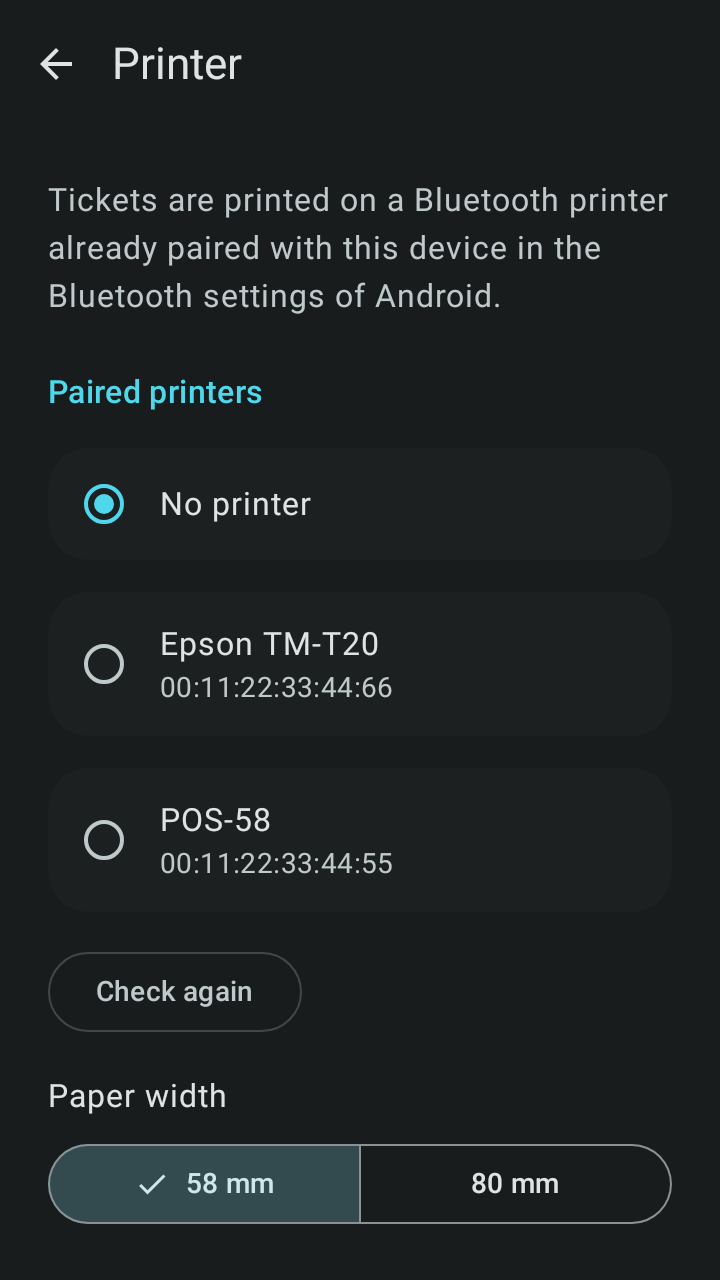 Printer
Tickets are printed on a Bluetooth printer
already paired with this device in the
Bluetooth settings of Android.
Paired printers
No printer
Epson TM-T20
00:11:22:33:44:66
POS-58
00:11:22:33:44:55
Check again
Paper width
58 mm
80 mm